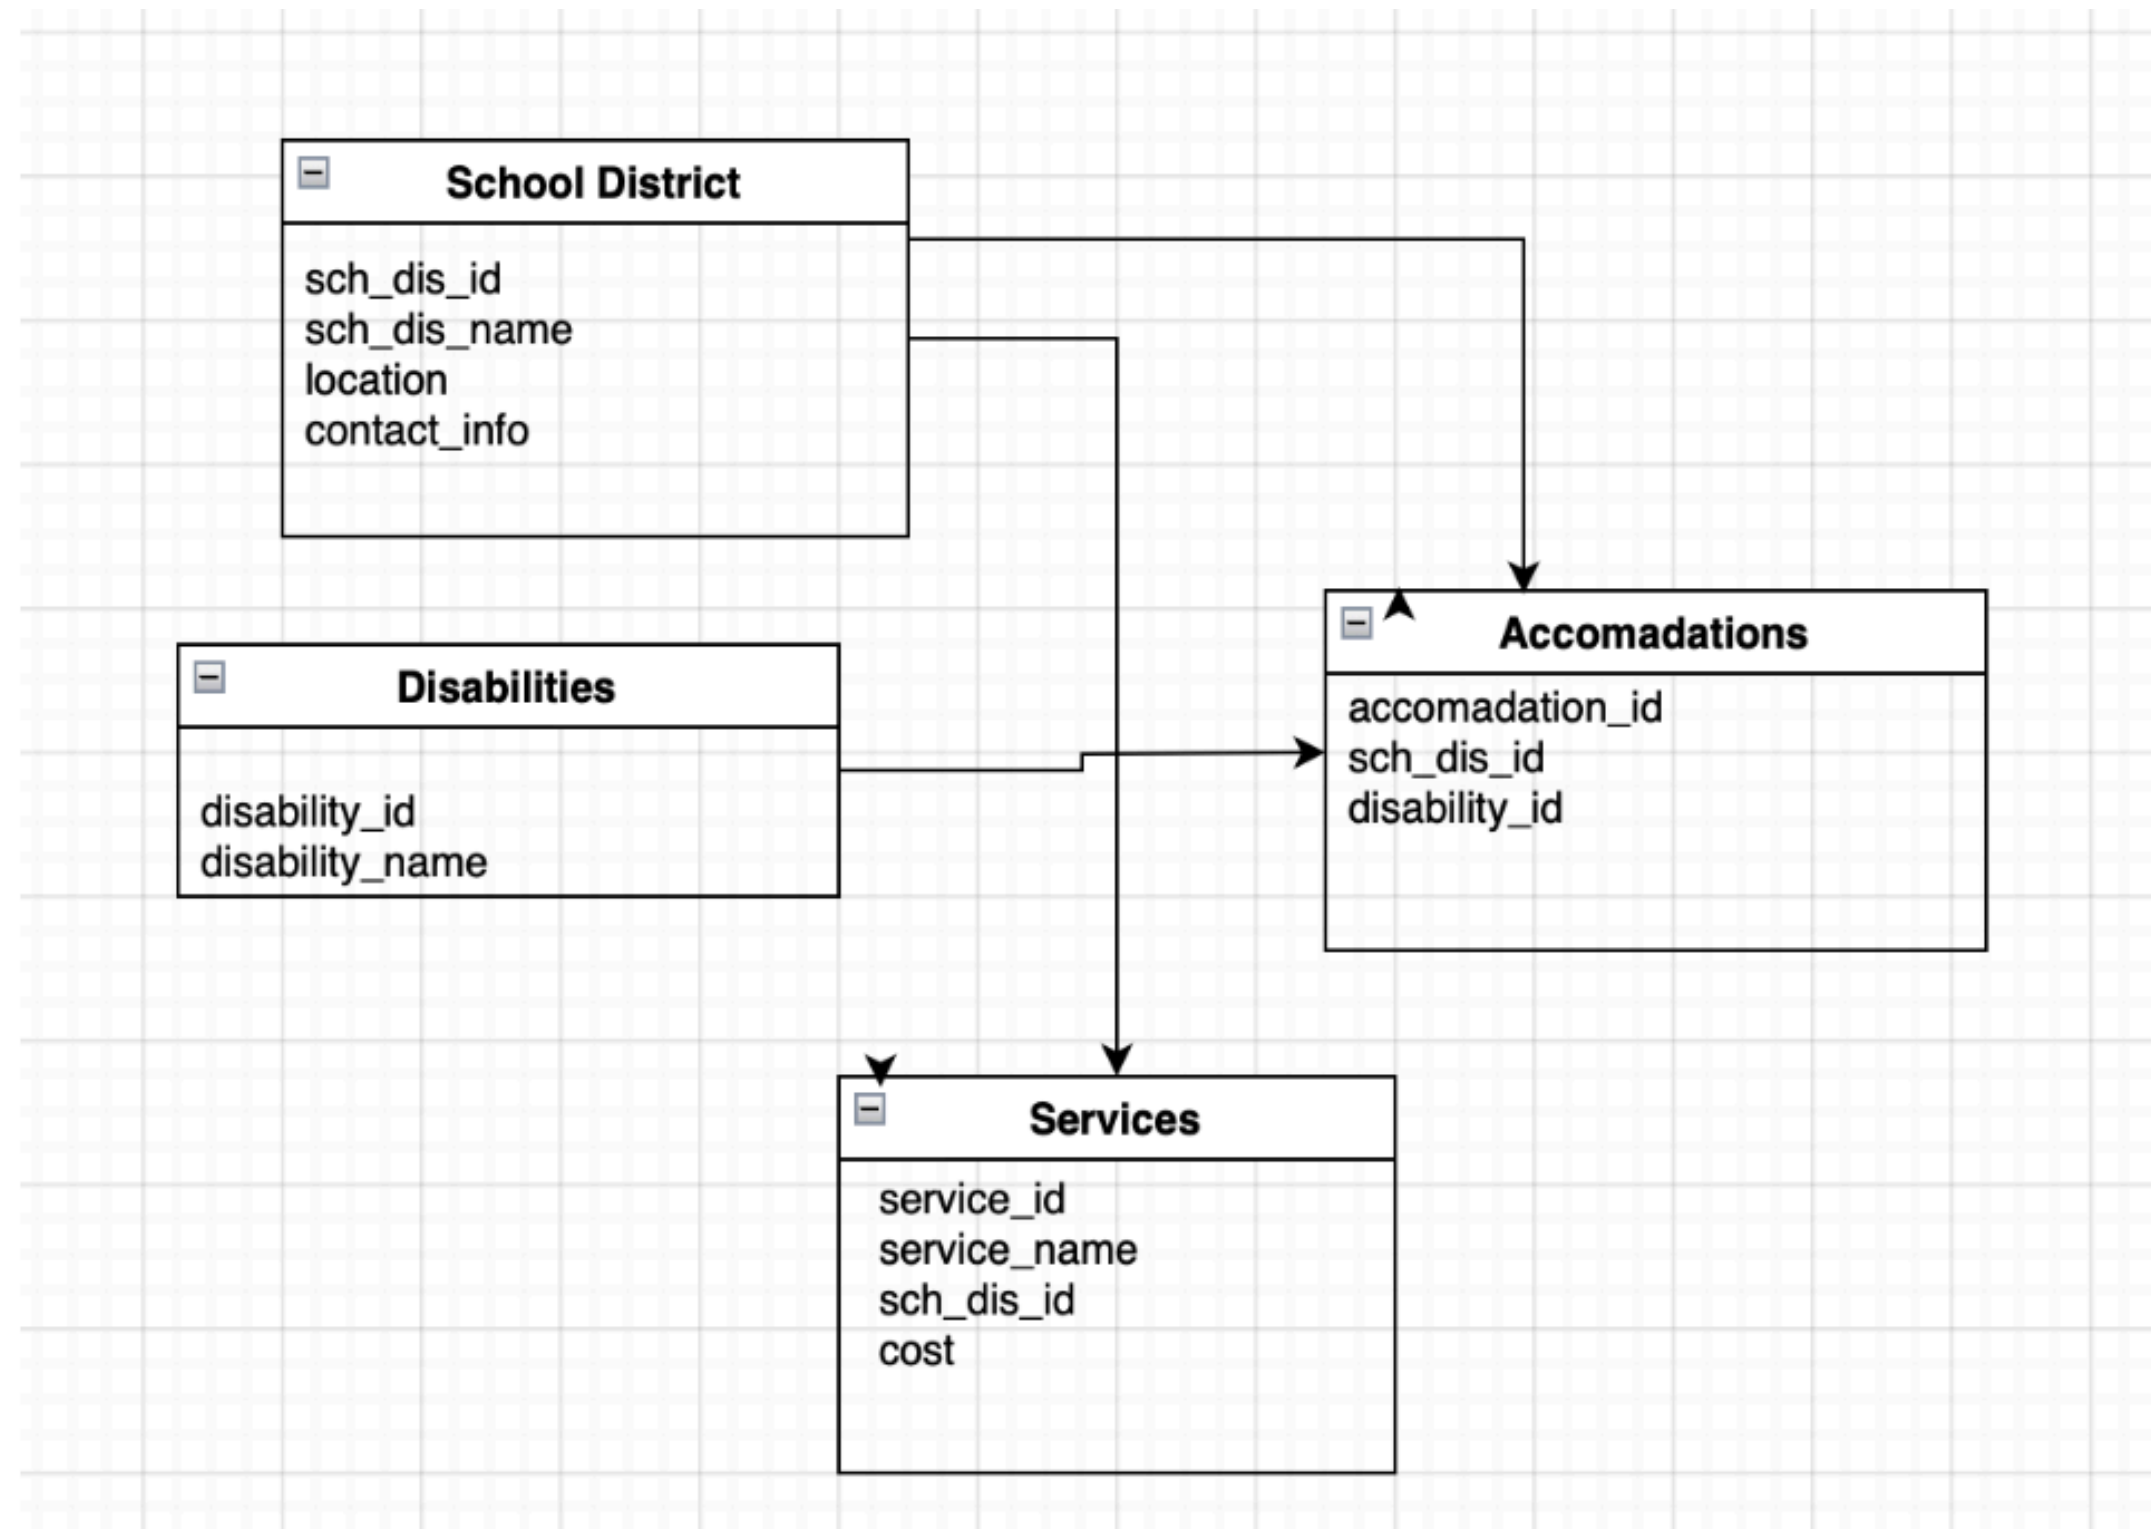 School District
sch_dis_id
sch_dis_name
location
contact_info
Disabilities
disability_id
disability_name
Accomadations
accomadation_id
sch_dis_id
disability_id
Services
service_id
service_name
sch_dis_id
cost